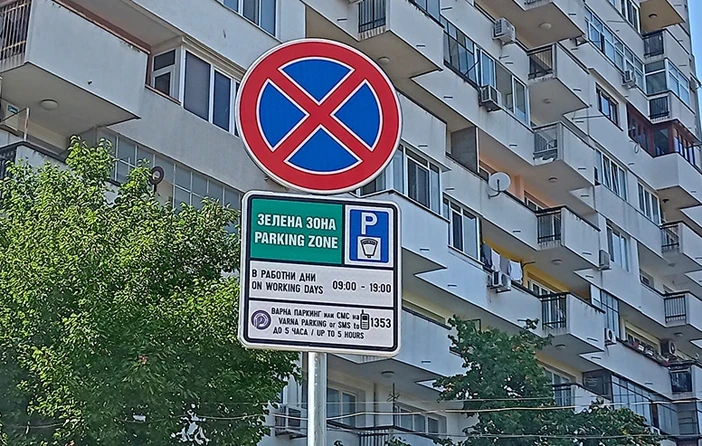 ЗЕЛЕНА ЗОНА
PARKING ZONE
P
В РАБОТНИ ДНИ
ON WORKING DAYS 09:00 - 19:00
ВАРНА ПАРКИНГ или СМС на
VARNA PARKING or SMS to 1353
ДО 5 ЧАСА / UP TO 5 HOURS